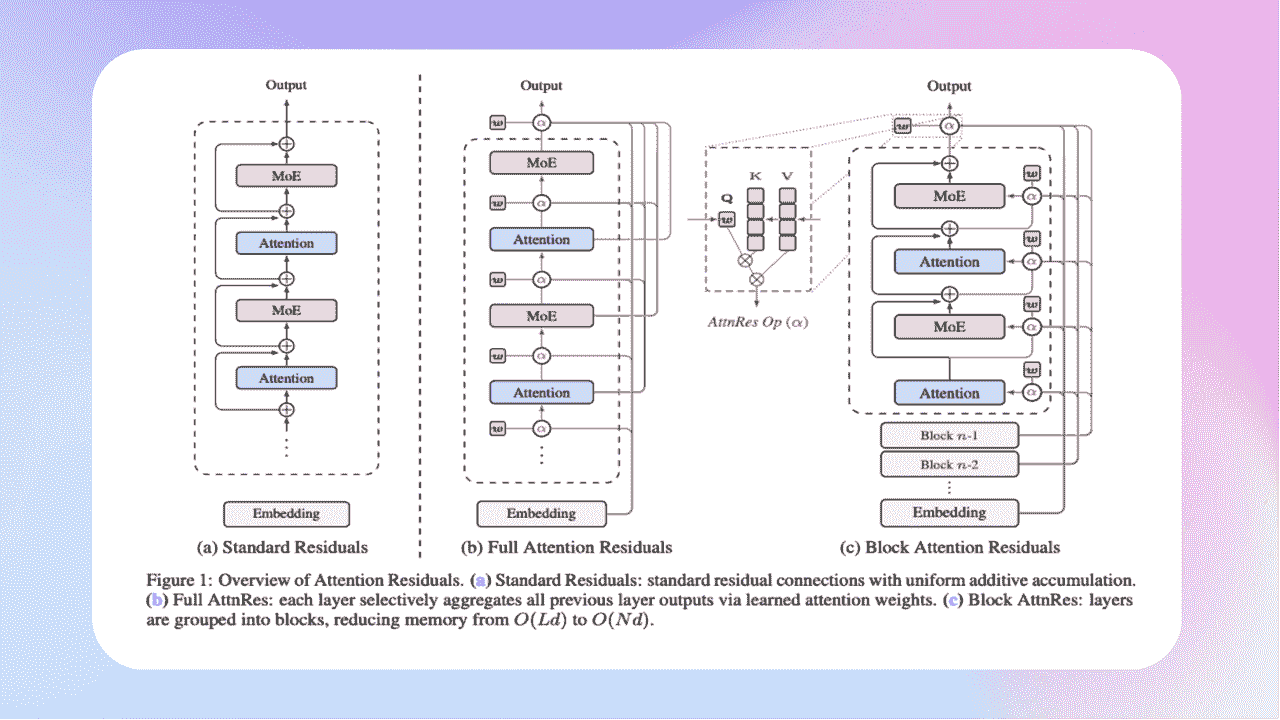 Output
MoE
Attention
MoE
Attention
Embedding
(a) Standard Residuals
Output
w α
MoE
w α
Attention
w α
MoE
w α
Attention
w α
Embedding
(b) Full Attention Residuals
Q K V
w
AttnRes Op (α)
Output
w α
w
MoE α
w
Attention α
w
MoE α
w
Attention α
Block n-1
Block n-2
Embedding
(c) Block Attention Residuals
Figure 1: Overview of Attention Residuals. (a) Standard Residuals: standard residual connections with uniform additive accumulation.
(b) Full AttnRes: each layer selectively aggregates all previous layer outputs via learned attention weights. (c) Block AttnRes: layers
are grouped into blocks, reducing memory from O(Ld) to O(Nd).